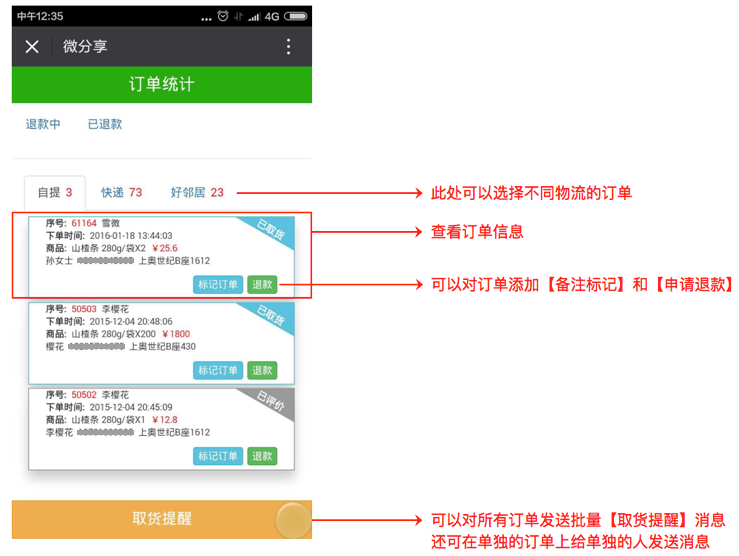 中午12:35
4G
微分享
订单统计
退款中 已退款
自提 3 快递 73 好邻居 23
此处可以选择不同物流的订单
序号: 61164 雪微
已取货
查看订单信息
下单时间: 2016-01-18 13:44:03
商品: 山楂条 280g/袋X2 ￥25.6
孙女士 上奥世纪B座1612
标记订单 退款
可以对订单添加【备注标记】和【申请退款】
序号: 50503 李樱花
已取货
下单时间: 2015-12-04 20:48:06
商品: 山楂条 280g/袋X200 ￥1800
樱花 上奥世纪B座430
标记订单 退款
序号: 50502 李樱花
已评价
下单时间: 2015-12-04 20:45:09
商品: 山楂条 280g/袋X1 ￥12.8
李樱花 上奥世纪B座1612
标记订单 退款
取货提醒
可以对所有订单发送批量【取货提醒】消息
还可在单独的订单上给单独的人发送消息